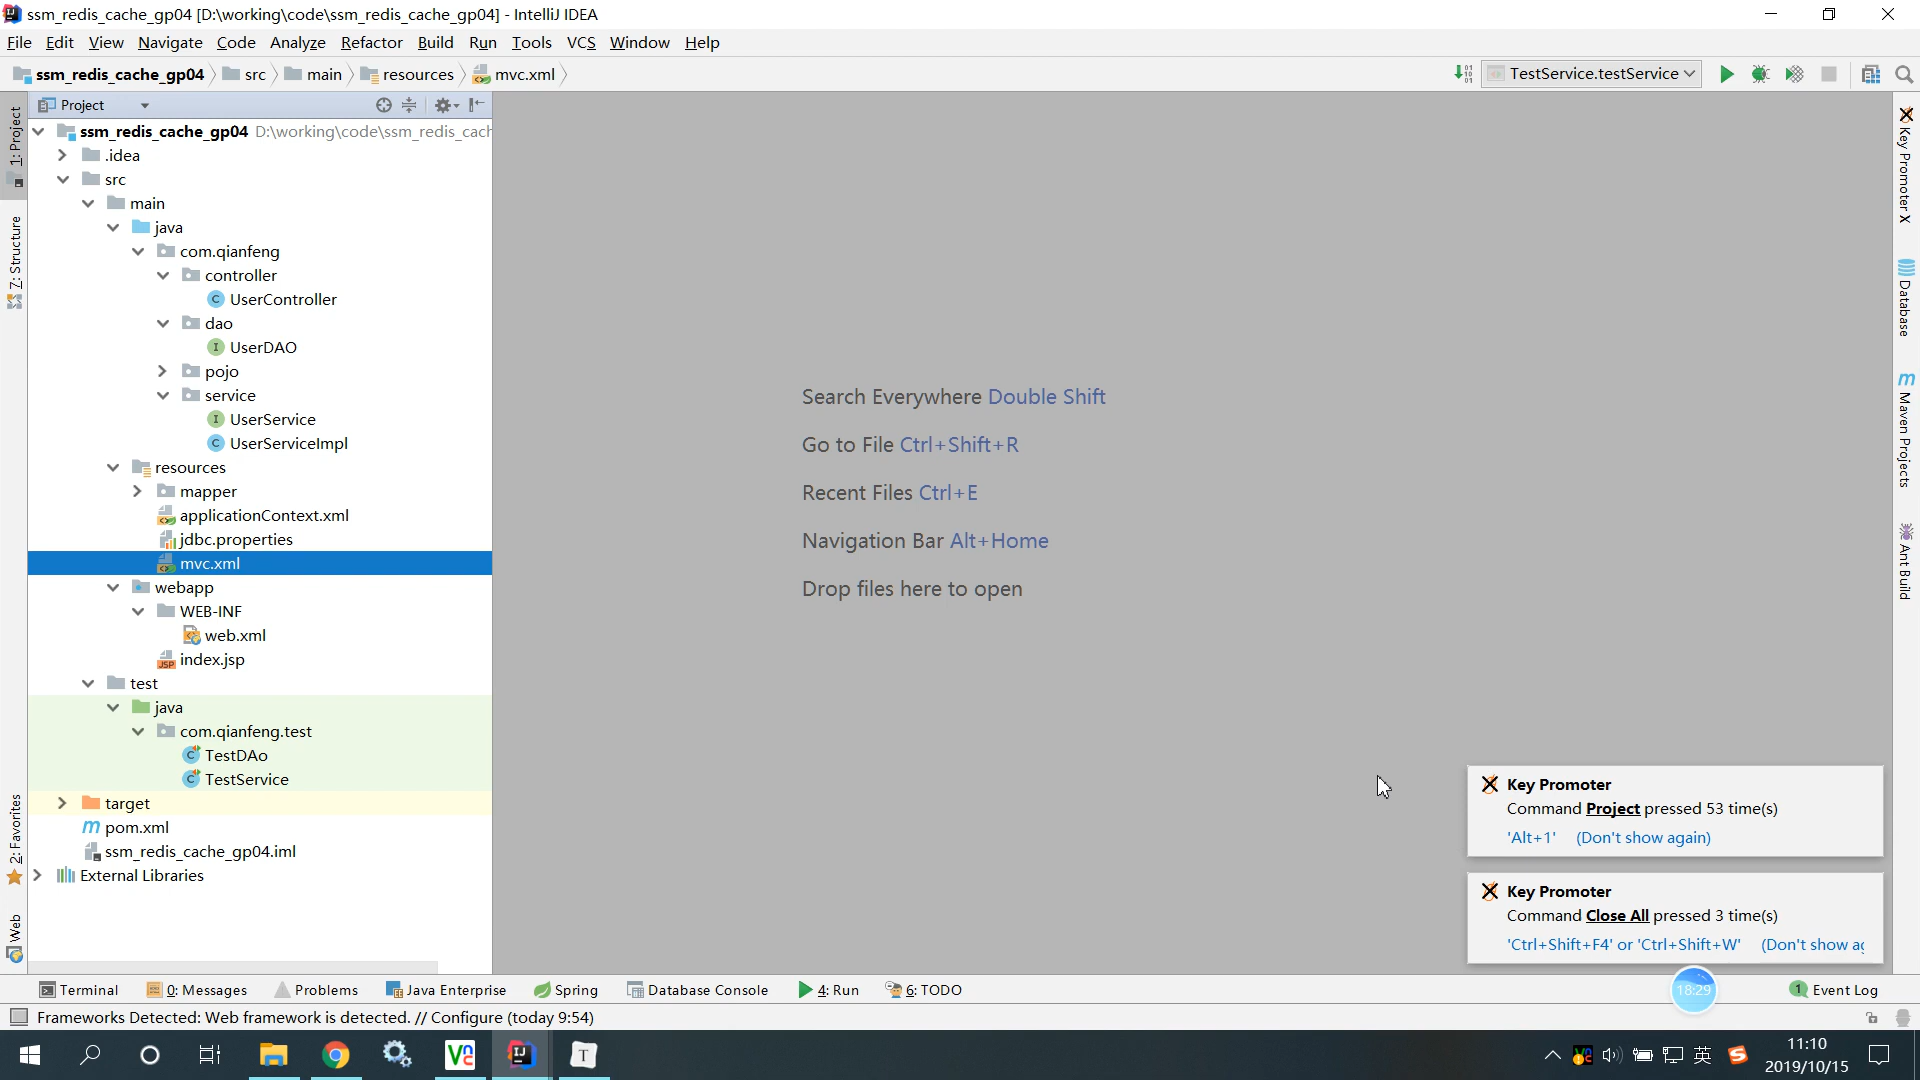 ssm_redis_cache_gp04 [D:\working\code\ssm_redis_cache_gp04] - IntelliJ IDEA
File Edit View Navigate Code Analyze Refactor Build Run Tools VCS Window Help
ssm_redis_cache_gp04 src main resources mvc.xml
TestService.testService
Project
ssm_redis_cache_gp04 D:\working\code\ssm_redis_cach
.idea
src
main
java
com.qianfeng
controller
UserController
dao
UserDAO
pojo
service
UserService
UserServiceImpl
resources
mapper
applicationContext.xml
jdbc.properties
mvc.xml
webapp
WEB-INF
web.xml
index.jsp
test
java
com.qianfeng.test
TestDAo
TestService
target
pom.xml
ssm_redis_cache_gp04.iml
External Libraries
1: Project
7: Structure
2: Favorites
Web
Search Everywhere Double Shift
Go to File Ctrl+Shift+R
Recent Files Ctrl+E
Navigation Bar Alt+Home
Drop files here to open
Key Promoter X
Database
Maven Projects
Ant Build
Key Promoter
Command Project pressed 53 time(s)
'Alt+1' (Don't show again)
Key Promoter
Command Close All pressed 3 time(s)
'Ctrl+Shift+F4' or 'Ctrl+Shift+W' (Don't show ag
Terminal 0: Messages Problems Java Enterprise Spring Database Console 4: Run 6: TODO 18:29 1 Event Log
Frameworks Detected: Web framework is detected. // Configure (today 9:54)
英
11:10
2019/10/15